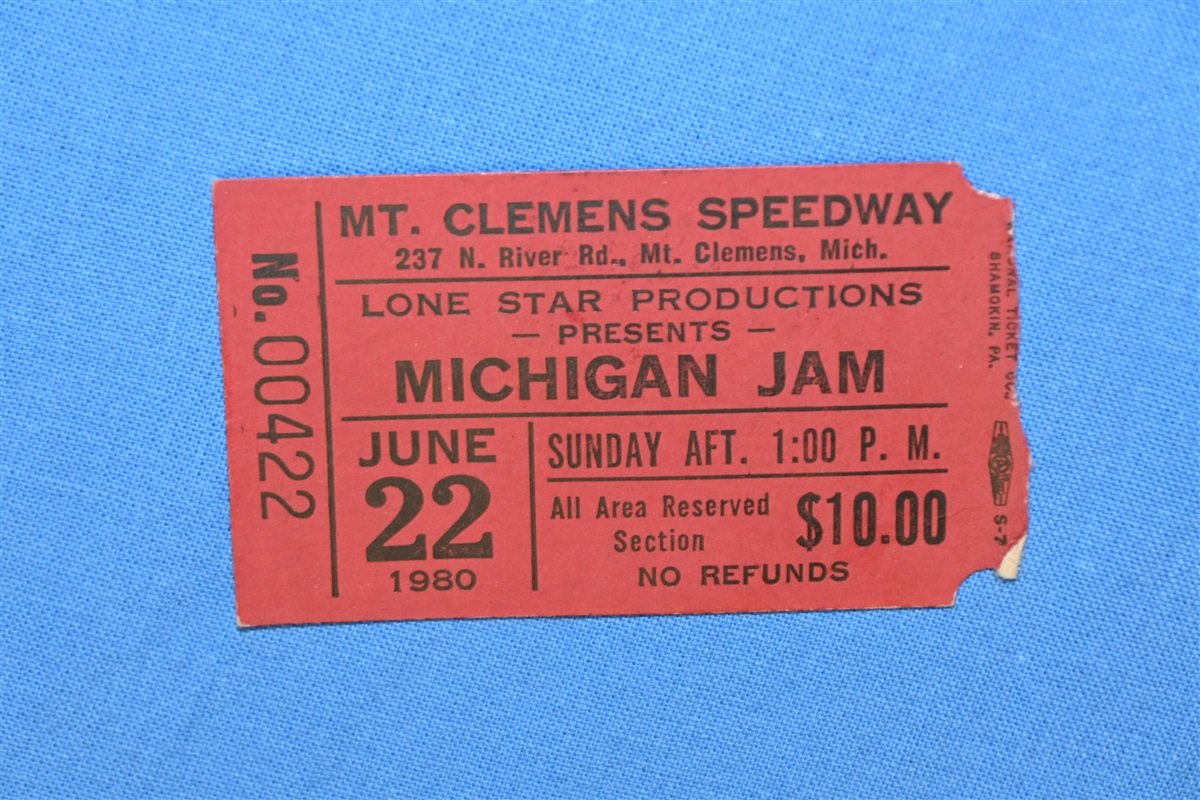 No. 00422
MT. CLEMENS SPEEDWAY
237 N. River Rd., Mt. Clemens, Mich.
LONE STAR PRODUCTIONS
— PRESENTS —
MICHIGAN JAM
JUNE
22
1980
SUNDAY AFT. 1:00 P. M.
All Area Reserved
Section
$10.00
NO REFUNDS
TICKET
SHAMOKIN, PA.
S-7